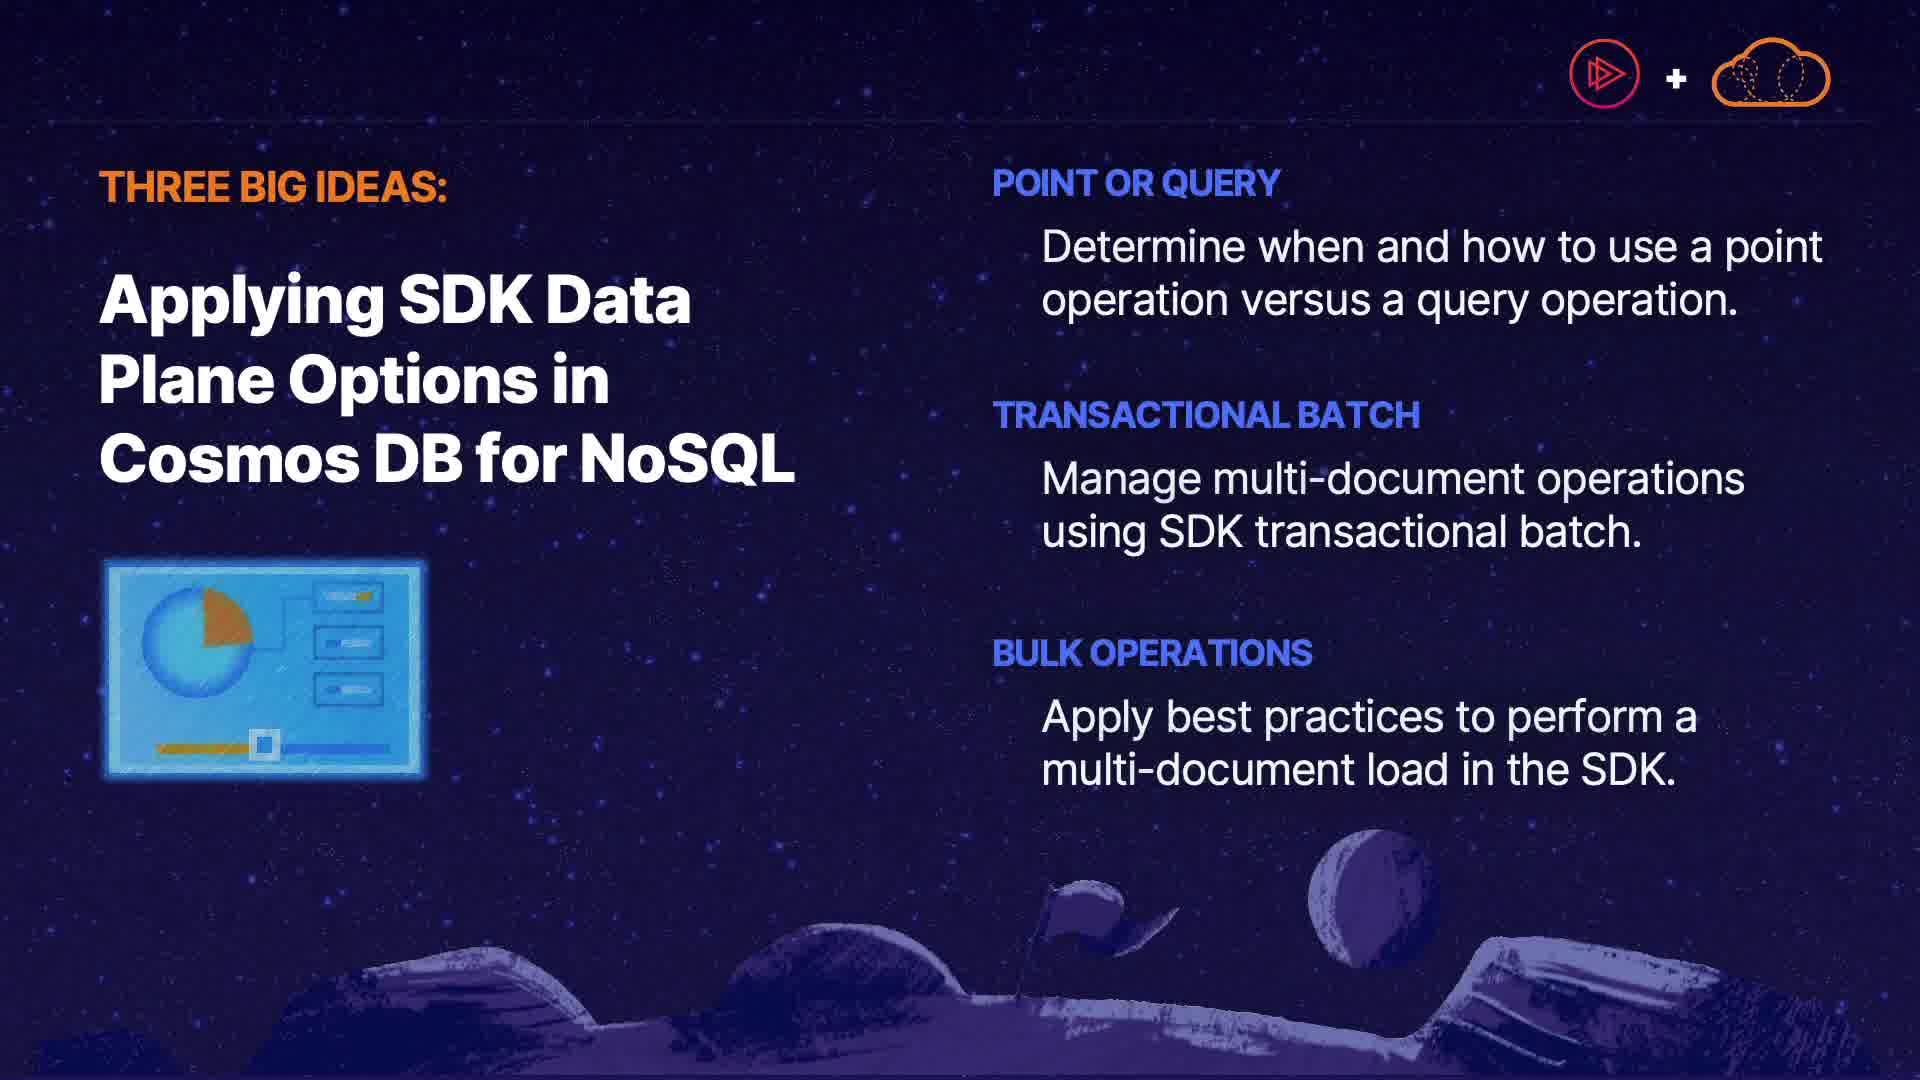 THREE BIG IDEAS:
Applying SDK Data
Plane Options in
Cosmos DB for NoSQL
POINT OR QUERY
Determine when and how to use a point
operation versus a query operation.
TRANSACTIONAL BATCH
Manage multi-document operations
using SDK transactional batch.
BULK OPERATIONS
Apply best practices to perform a
multi-document load in the SDK.